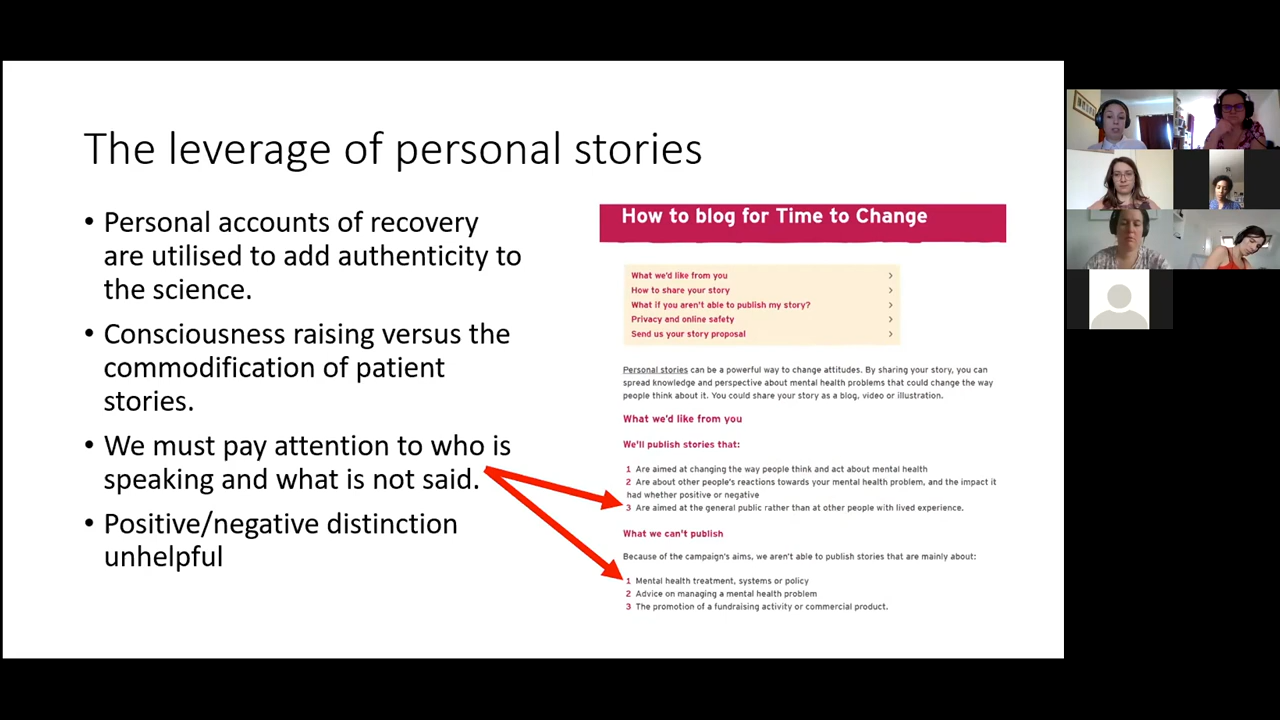 The leverage of personal stories
• Personal accounts of recovery
are utilised to add authenticity to
the science.
• Consciousness raising versus the
commodification of patient
stories.
• We must pay attention to who is
speaking and what is not said.
• Positive/negative distinction
unhelpful
How to blog for Time to Change
What we'd like from you
How to share your story
What if you aren't able to publish my story?
Privacy and online safety
Send us your story proposal
Personal stories can be a powerful way to change attitudes. By sharing your story, you can
spread knowledge and perspective about mental health problems that could change the way
people think about it. You could share your story as a blog, video or illustration.
What we'd like from you
We'll publish stories that:
1 Are aimed at changing the way people think and act about mental health
2 Are about other people's reactions towards your mental health problem, and the impact it
had whether positive or negative
3 Are aimed at the general public rather than at other people with lived experience.
What we can't publish
Because of the campaign's aims, we aren't able to publish stories that are mainly about:
1 Mental health treatment, systems or policy
2 Advice on managing a mental health problem
3 The promotion of a fundraising activity or commercial product.